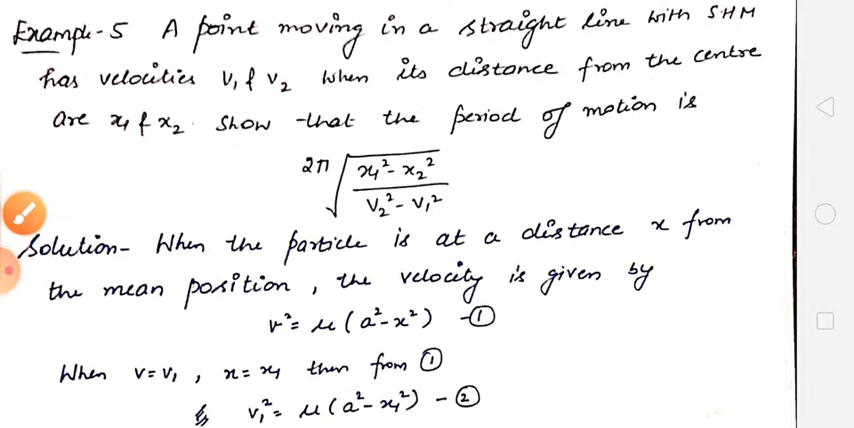 Example-5 A point moving in a straight line with SHM
has velocities v₁ & v₂ when its distance from the centre
are x₁ & x₂. Show that the period of motion is
2π √((x₁² - x₂²)/(v₂² - v₁²))
Solution- When the particle is at a distance x from
the mean position, the velocity is given by
v² = μ(a² - x²) -①
When v = v₁, x = x₁ then from ①
v₁² = μ(a² - x₁²) -②